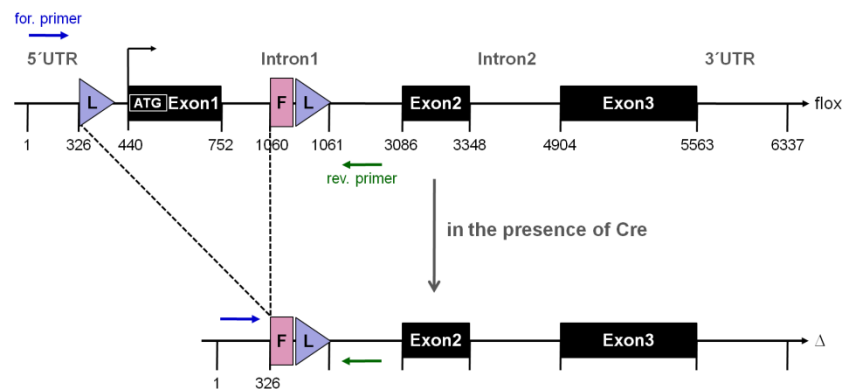 for. primer
5´UTR Intron1 Intron2 3´UTR
L ATG Exon1 F L Exon2 Exon3 flox
1 326 440 752 1060 1061 3086 3348 4904 5563 6337
rev. primer
in the presence of Cre
F L Exon2 Exon3 Δ
1 326